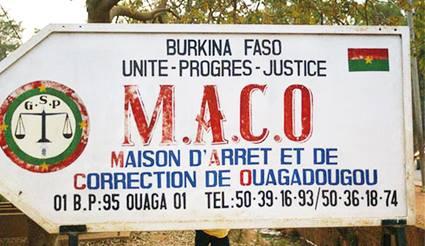 BURKINA FASO
UNITE-PROGRES-JUSTICE
G.S.P
M.A.C.O
MAISON D'ARRET ET DE
CORRECTION DE OUAGADOUGOU
01 B.P:95 OUAGA 01 TEL:50-39-16-93/50-36-18-74